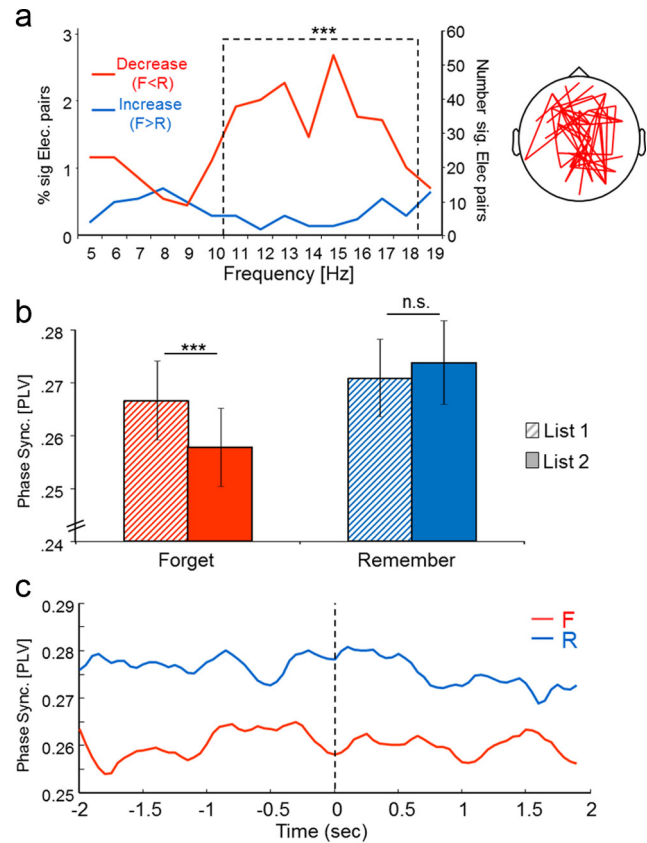 a
***
3
2
1
0
% sig Elec. pairs
Decrease
(F<R)
Increase
(F>R)
60
50
40
30
20
10
0
Number sig. Elec pairs
5 6 7 8 9 10 11 12 13 14 15 16 17 18 19
Frequency [Hz]
b
Phase Sync. [PLV]
.28
.27
.26
.25
.24
***
n.s.
Forget
Remember
List 1
List 2
c
Phase Sync. [PLV]
0.29
0.28
0.27
0.26
0.25
F
R
-2 -1.5 -1 -0.5 0 0.5 1 1.5 2
Time (sec)